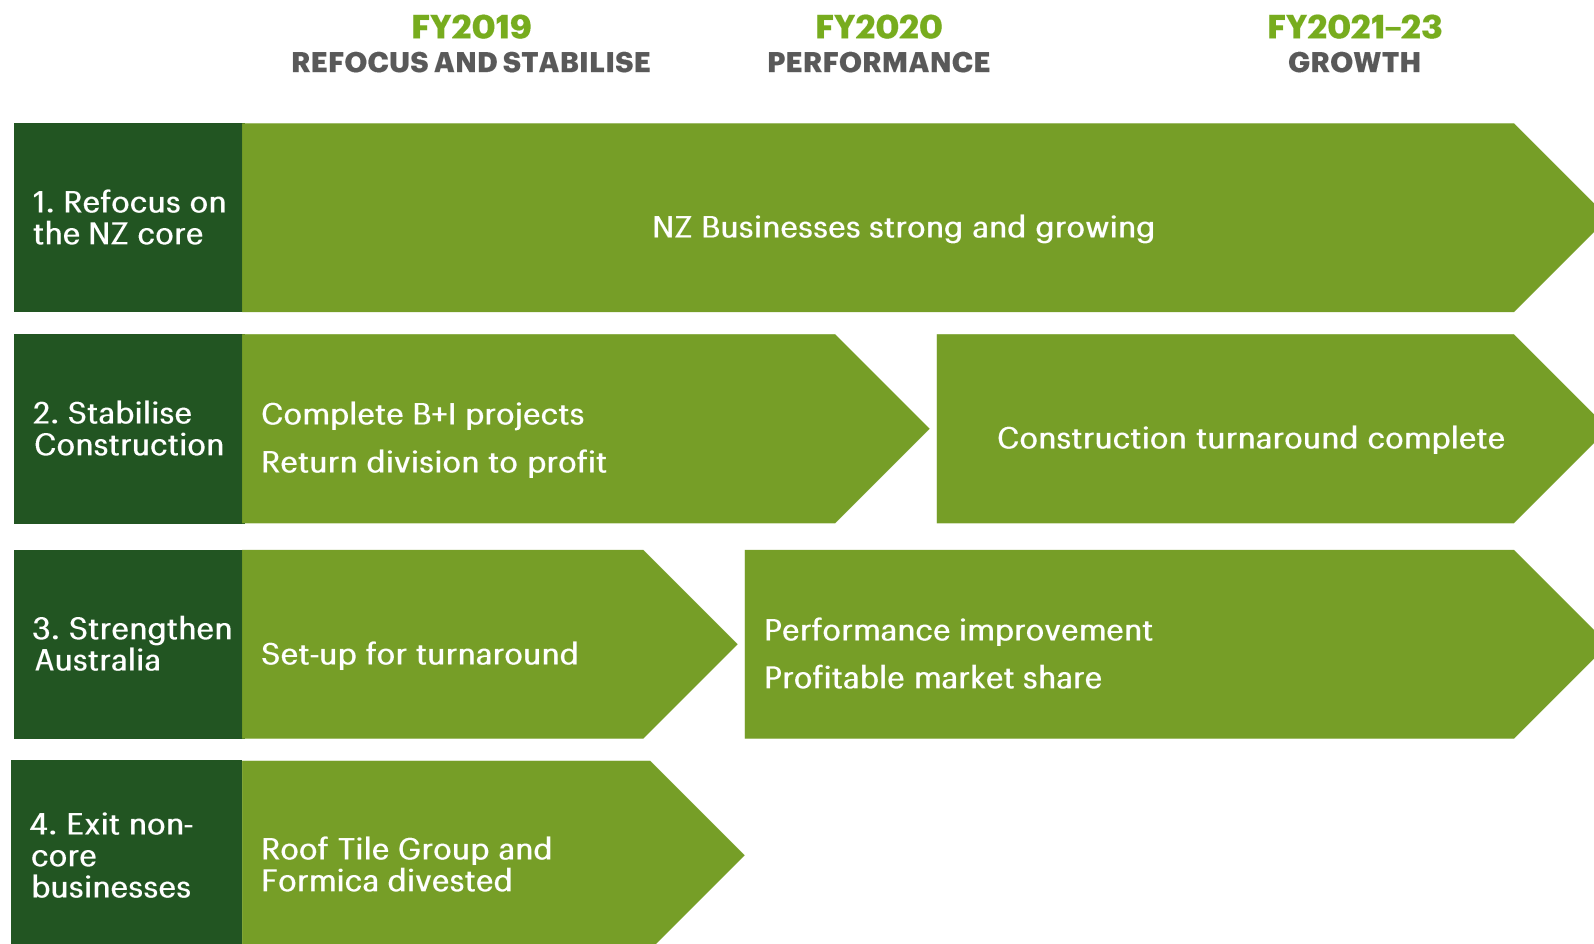 FY2019
REFOCUS AND STABILISE
FY2020
PERFORMANCE
FY2021–23
GROWTH
1. Refocus on
the NZ core
NZ Businesses strong and growing
2. Stabilise
Construction
Complete B+I projects
Return division to profit
Construction turnaround complete
3. Strengthen
Australia
Set-up for turnaround
Performance improvement
Profitable market share
4. Exit non-
core
businesses
Roof Tile Group and
Formica divested